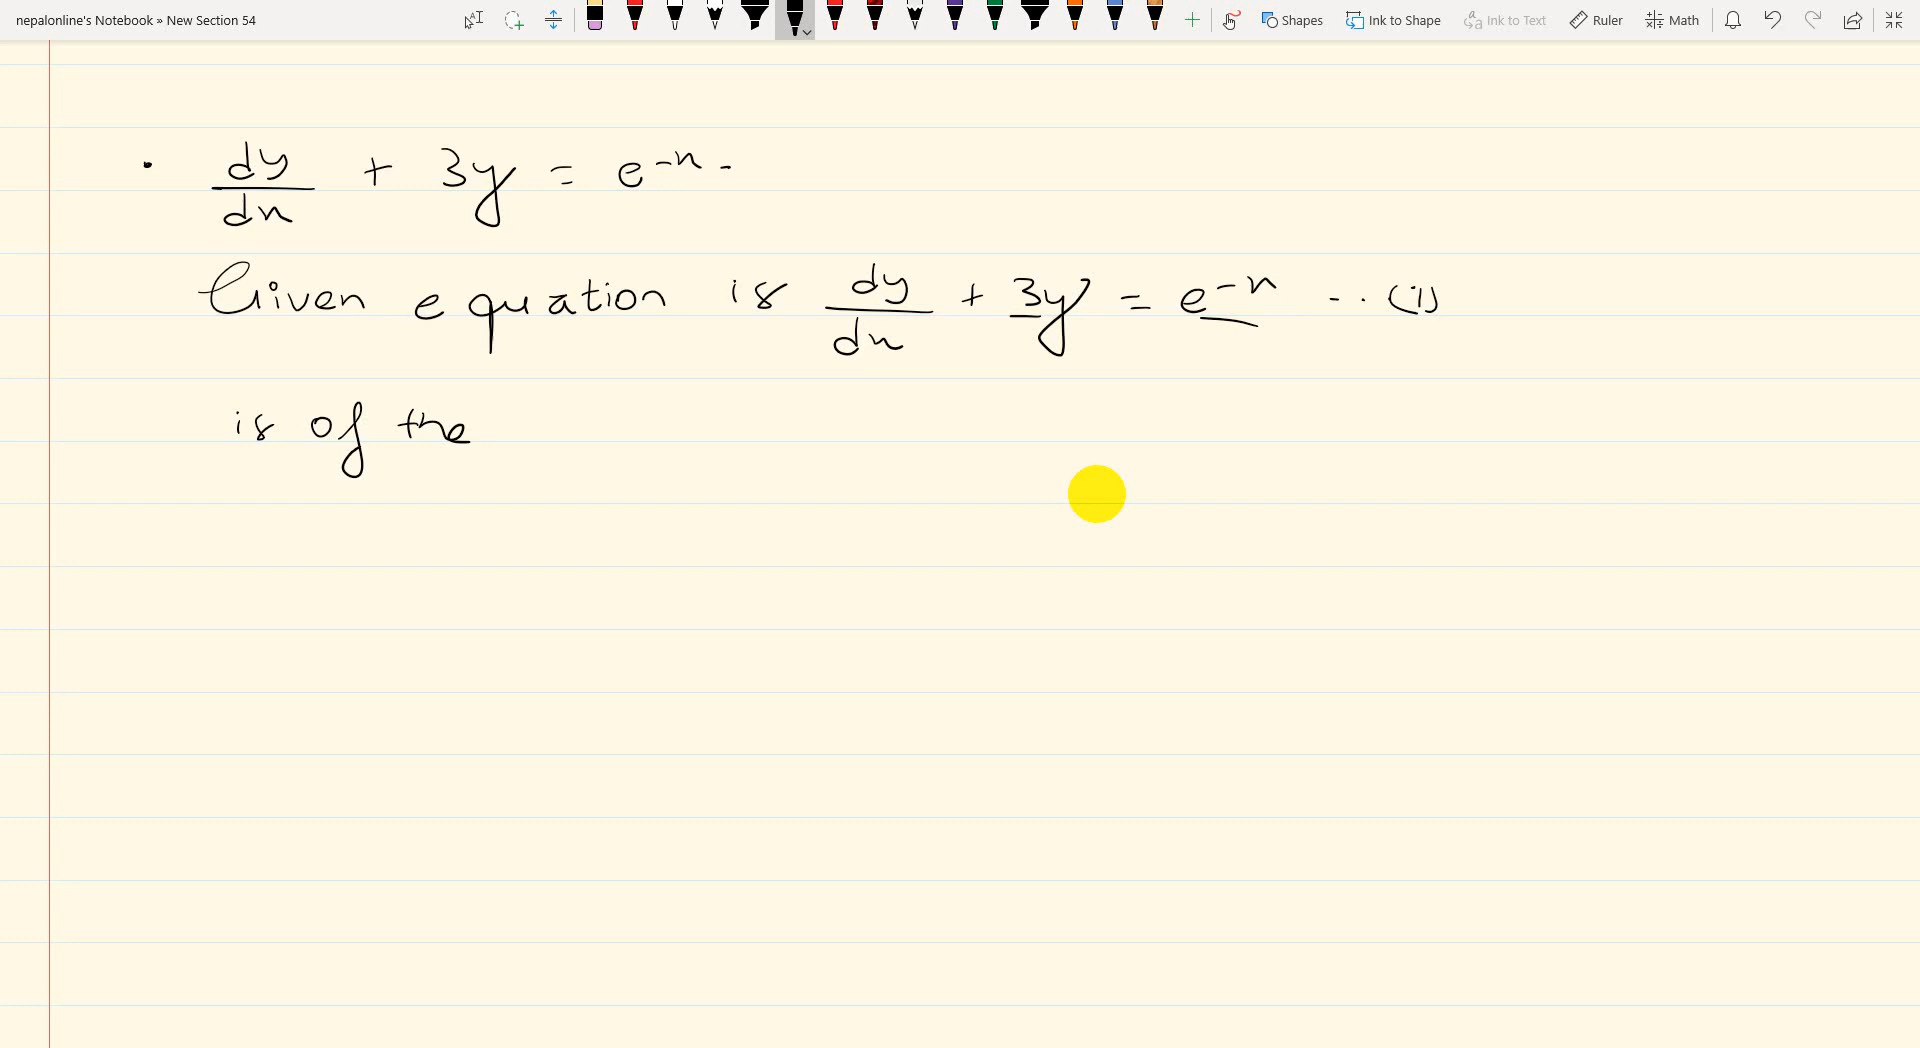 nepalonline's Notebook » New Section 54
Shapes Ink to Shape Ink to Text Ruler Math
dy/dx + 3y = e^-x .
Given equation is dy/dx + 3y = e^-x ... (1)
is of the